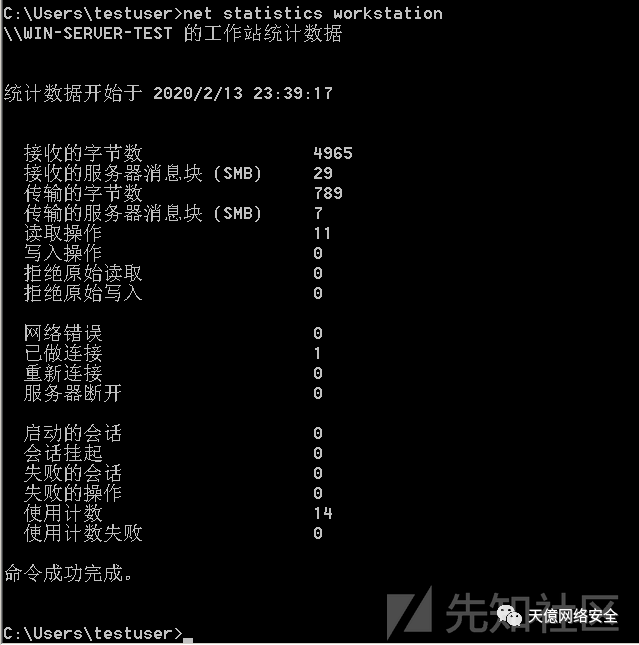 C:\Users\testuser>net statistics workstation
\\WIN-SERVER-TEST 的工作站统计数据
统计数据开始于 2020/2/13 23:39:17
接收的字节数 4965
接收的服务器消息块 (SMB) 29
传输的字节数 789
传输的服务器消息块 (SMB) 7
读取操作 11
写入操作 0
拒绝原始读取 0
拒绝原始写入 0
网络错误 0
已做连接 1
重新连接 0
服务器断开 0
启动的会话 0
会话挂起 0
失败的会话 0
失败的操作 0
使用计数 14
使用计数失败 0
命令成功完成。
先知社区
天億网络安全
C:\Users\testuser>